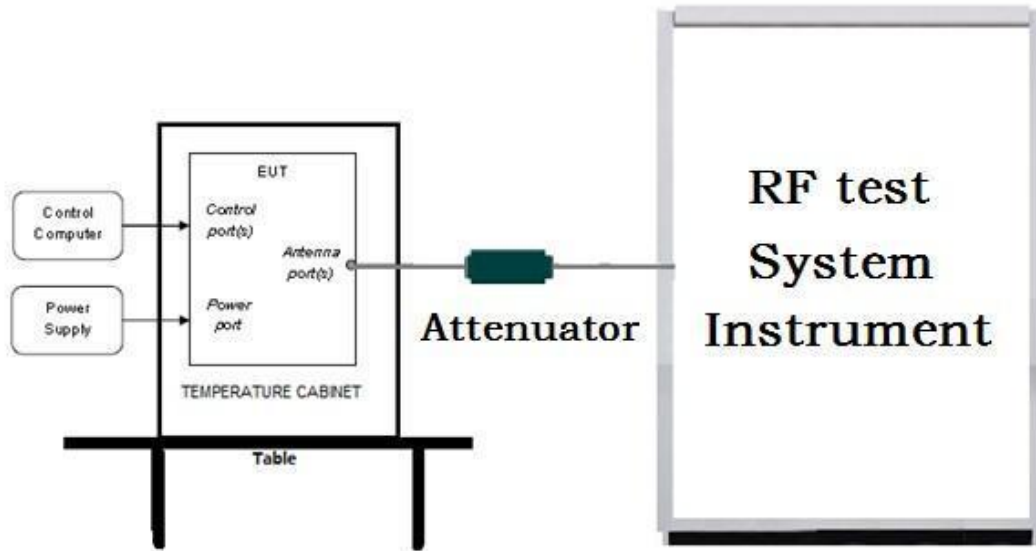 Control
Computer
Power
Supply
EUT
Control
port(s)
Antenna
port(s)
Power
port
TEMPERATURE CABINET
Table
Attenuator
RF test
System
Instrument